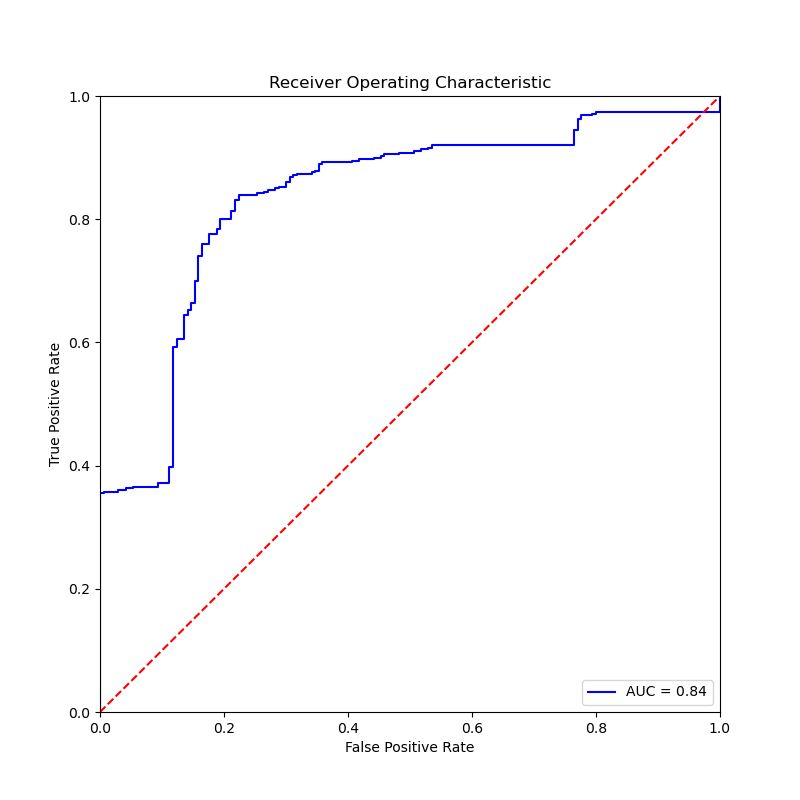 Receiver Operating Characteristic
True Positive Rate
1.0
0.8
0.6
0.4
0.2
0.0
AUC = 0.84
0.0 0.2 0.4 0.6 0.8 1.0
False Positive Rate